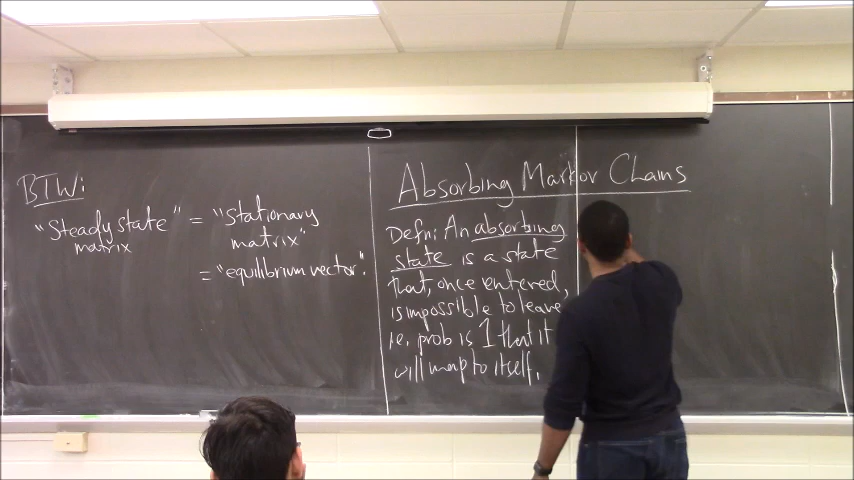 BTW:
"Steady state" = "Stationary
matrix matrix"
= "equilibrium vector".
Absorbing Markov Chains
Defn: An absorbing
state is a state
that, once entered,
is impossible to leave
i.e. prob is 1 that it
will map to itself.